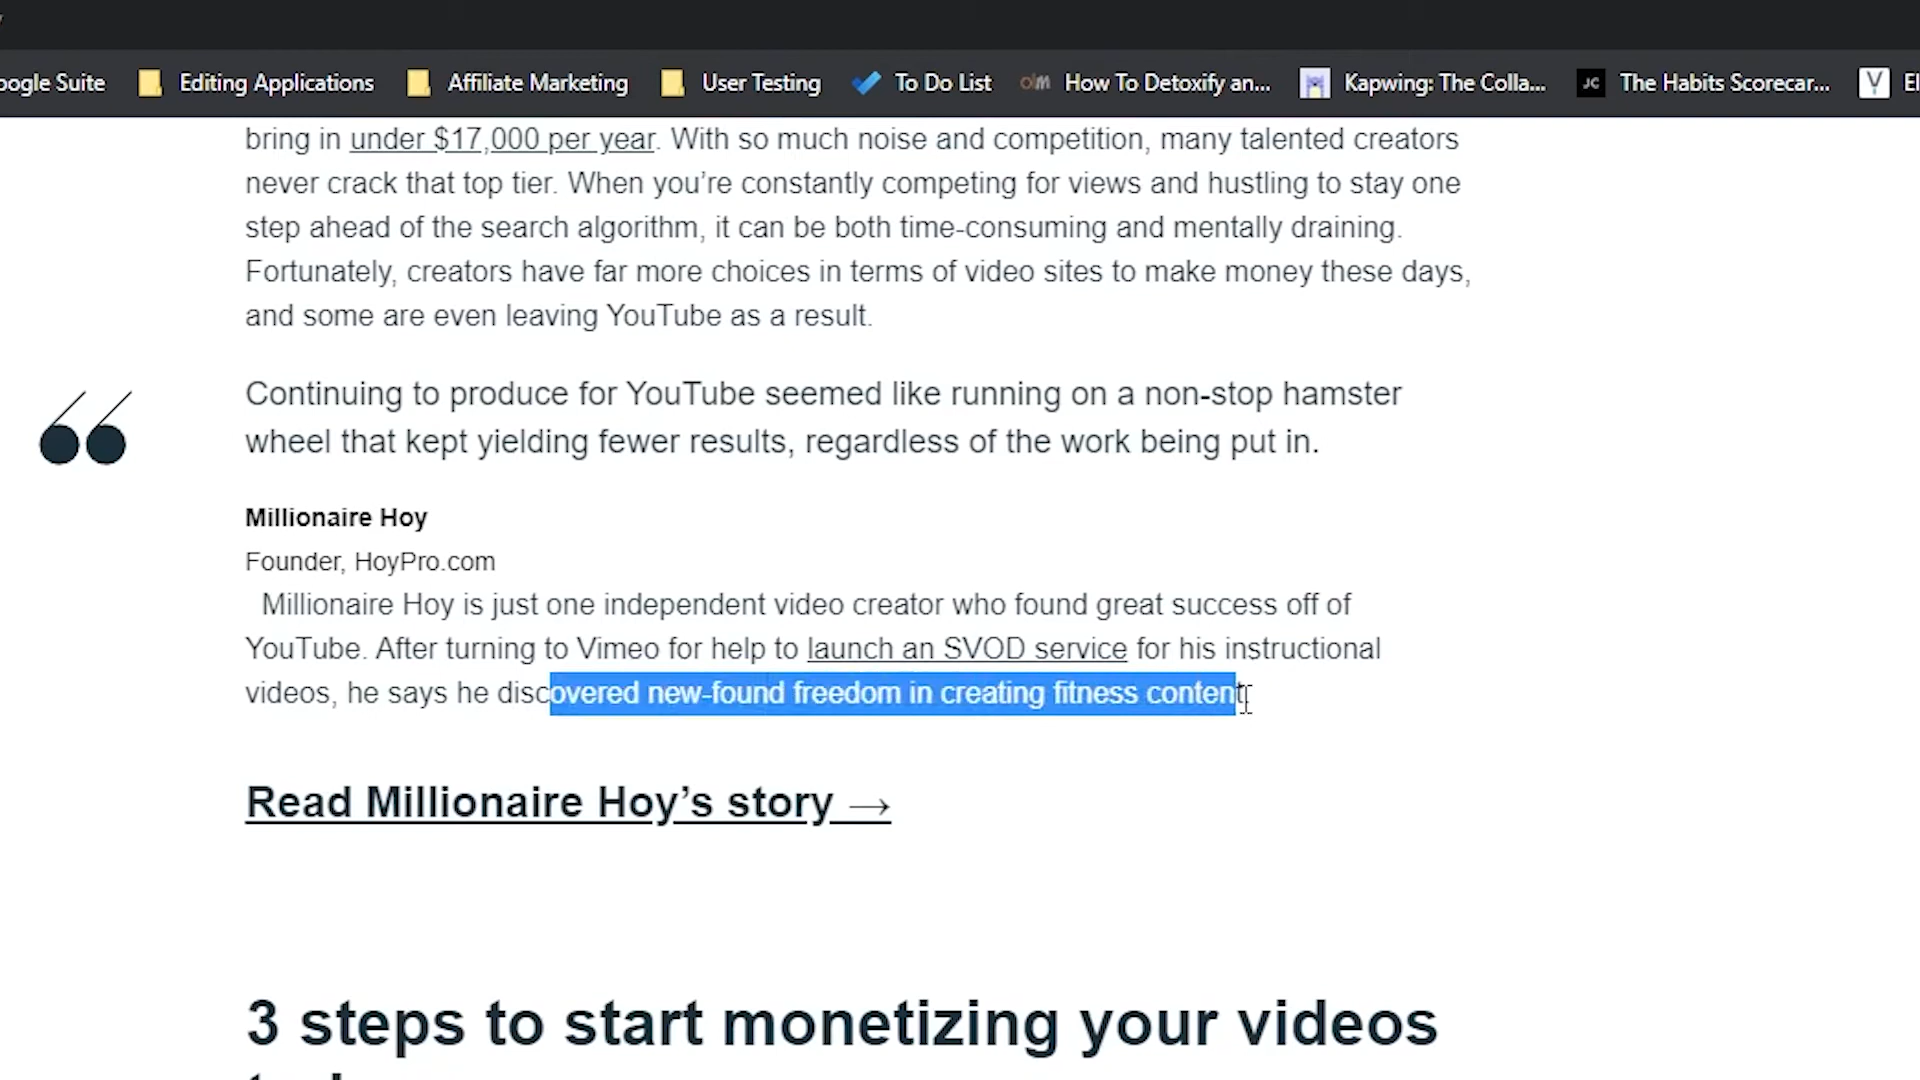 oogle Suite Editing Applications Affiliate Marketing User Testing To Do List olm How To Detoxify an... Kapwing: The Colla... JC The Habits Scorecar... Y El
bring in under $17,000 per year. With so much noise and competition, many talented creators
never crack that top tier. When you’re constantly competing for views and hustling to stay one
step ahead of the search algorithm, it can be both time-consuming and mentally draining.
Fortunately, creators have far more choices in terms of video sites to make money these days,
and some are even leaving YouTube as a result.
“
Continuing to produce for YouTube seemed like running on a non-stop hamster
wheel that kept yielding fewer results, regardless of the work being put in.
Millionaire Hoy
Founder, HoyPro.com
Millionaire Hoy is just one independent video creator who found great success off of
YouTube. After turning to Vimeo for help to launch an SVOD service for his instructional
videos, he says he discovered new-found freedom in creating fitness content.
Read Millionaire Hoy’s story →
3 steps to start monetizing your videos